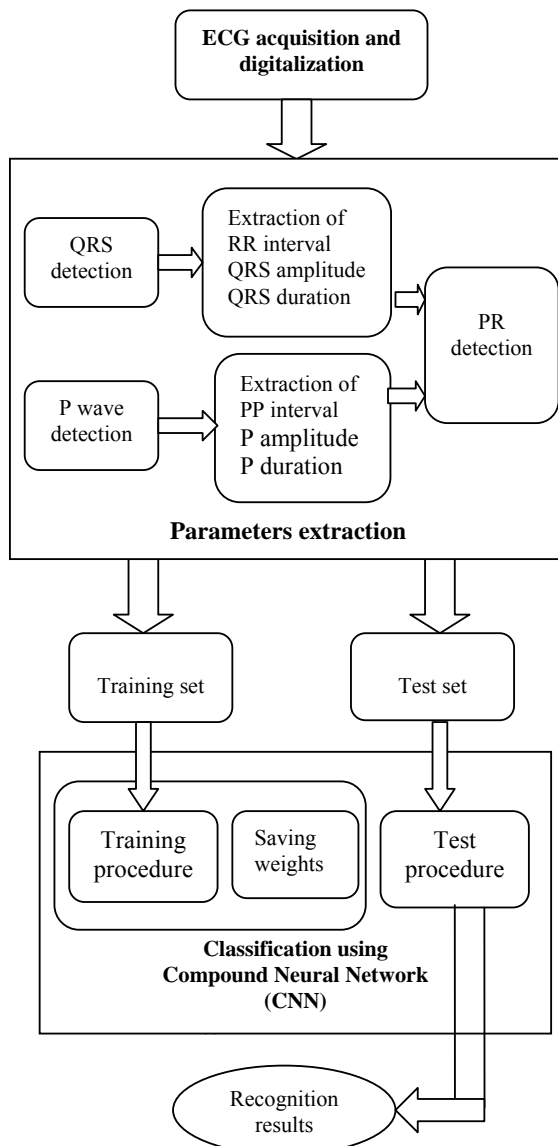 ECG acquisition and
digitalization
QRS
detection
Extraction of
RR interval
QRS amplitude
QRS duration
PR
detection
P wave
detection
Extraction of
PP interval
P amplitude
P duration
Parameters extraction
Training set
Test set
Training
procedure
Saving
weights
Test
procedure
Classification using
Compound Neural Network
(CNN)
Recognition
results